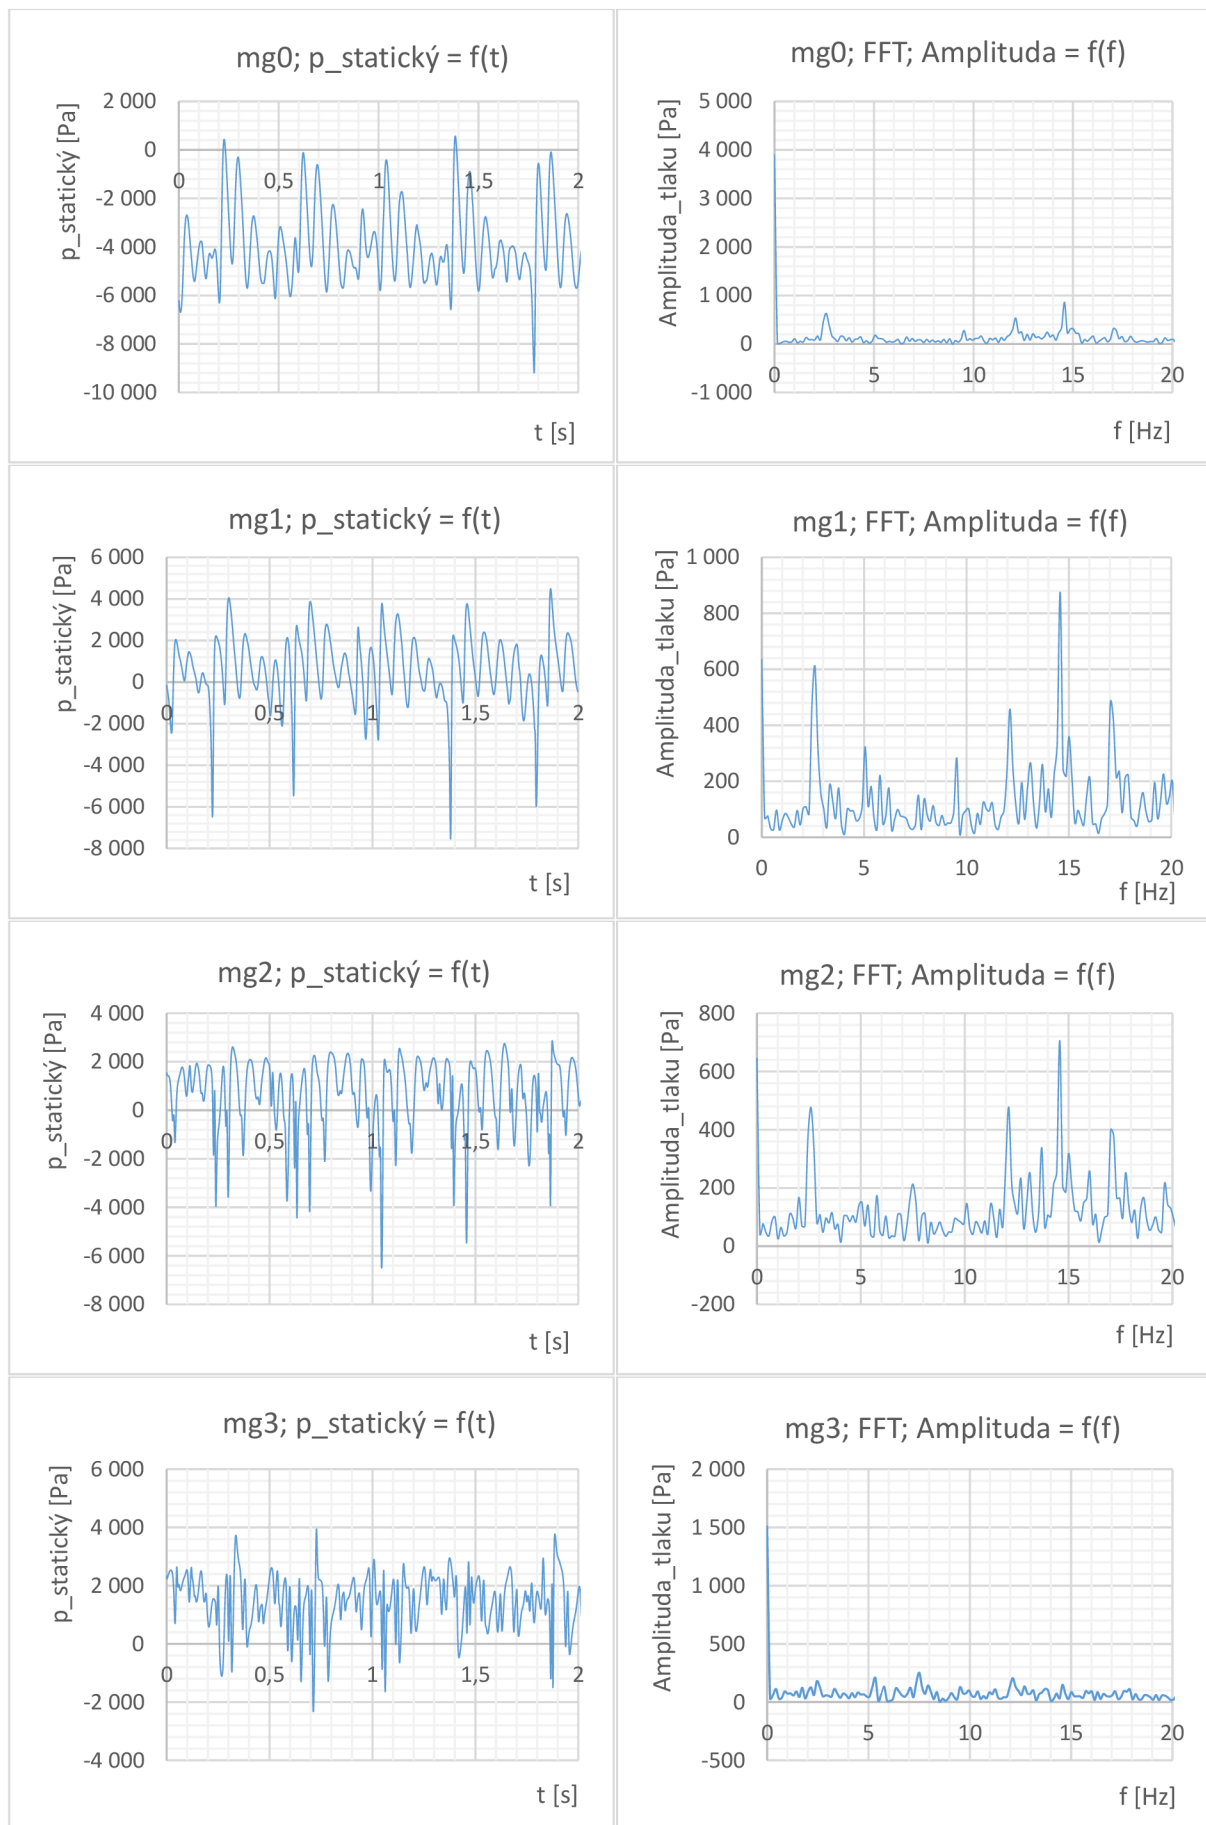 mg0; p_statický = f(t)
p_statický [Pa]
2 000
0
-2 000
-4 000
-6 000
-8 000
-10 000
0 0,5 1 1,5 2
t [s]
mg0; FFT; Amplituda = f(f)
Amplituda_tlaku [Pa]
5 000
4 000
3 000
2 000
1 000
0
-1 000
0 5 10 15 20
f [Hz]
mg1; p_statický = f(t)
p_statický [Pa]
6 000
4 000
2 000
0
-2 000
-4 000
-6 000
-8 000
0 0,5 1 1,5 2
t [s]
mg1; FFT; Amplituda = f(f)
Amplituda_tlaku [Pa]
1 000
800
600
400
200
0
0 5 10 15 20
f [Hz]
mg2; p_statický = f(t)
p_statický [Pa]
4 000
2 000
0
-2 000
-4 000
-6 000
-8 000
0 0,5 1 1,5 2
t [s]
mg2; FFT; Amplituda = f(f)
Amplituda_tlaku [Pa]
800
600
400
200
0
-200
0 5 10 15 20
f [Hz]
mg3; p_statický = f(t)
p_statický [Pa]
6 000
4 000
2 000
0
-2 000
-4 000
0 0,5 1 1,5 2
t [s]
mg3; FFT; Amplituda = f(f)
Amplituda_tlaku [Pa]
2 000
1 500
1 000
500
0
-500
0 5 10 15 20
f [Hz]